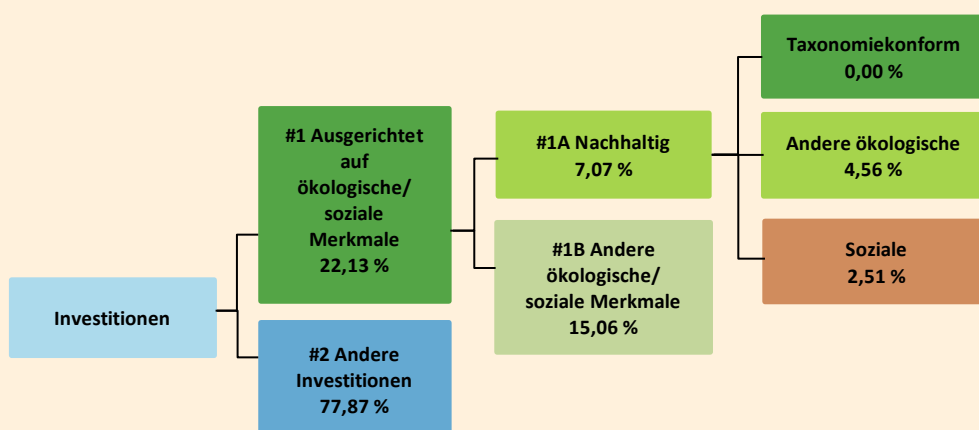 Investitionen
#1 Ausgerichtet
auf
ökologische/
soziale
Merkmale
22,13 %
#2 Andere
Investitionen
77,87 %
#1A Nachhaltig
7,07 %
#1B Andere
ökologische/
soziale Merkmale
15,06 %
Taxonomiekonform
0,00 %
Andere ökologische
4,56 %
Soziale
2,51 %